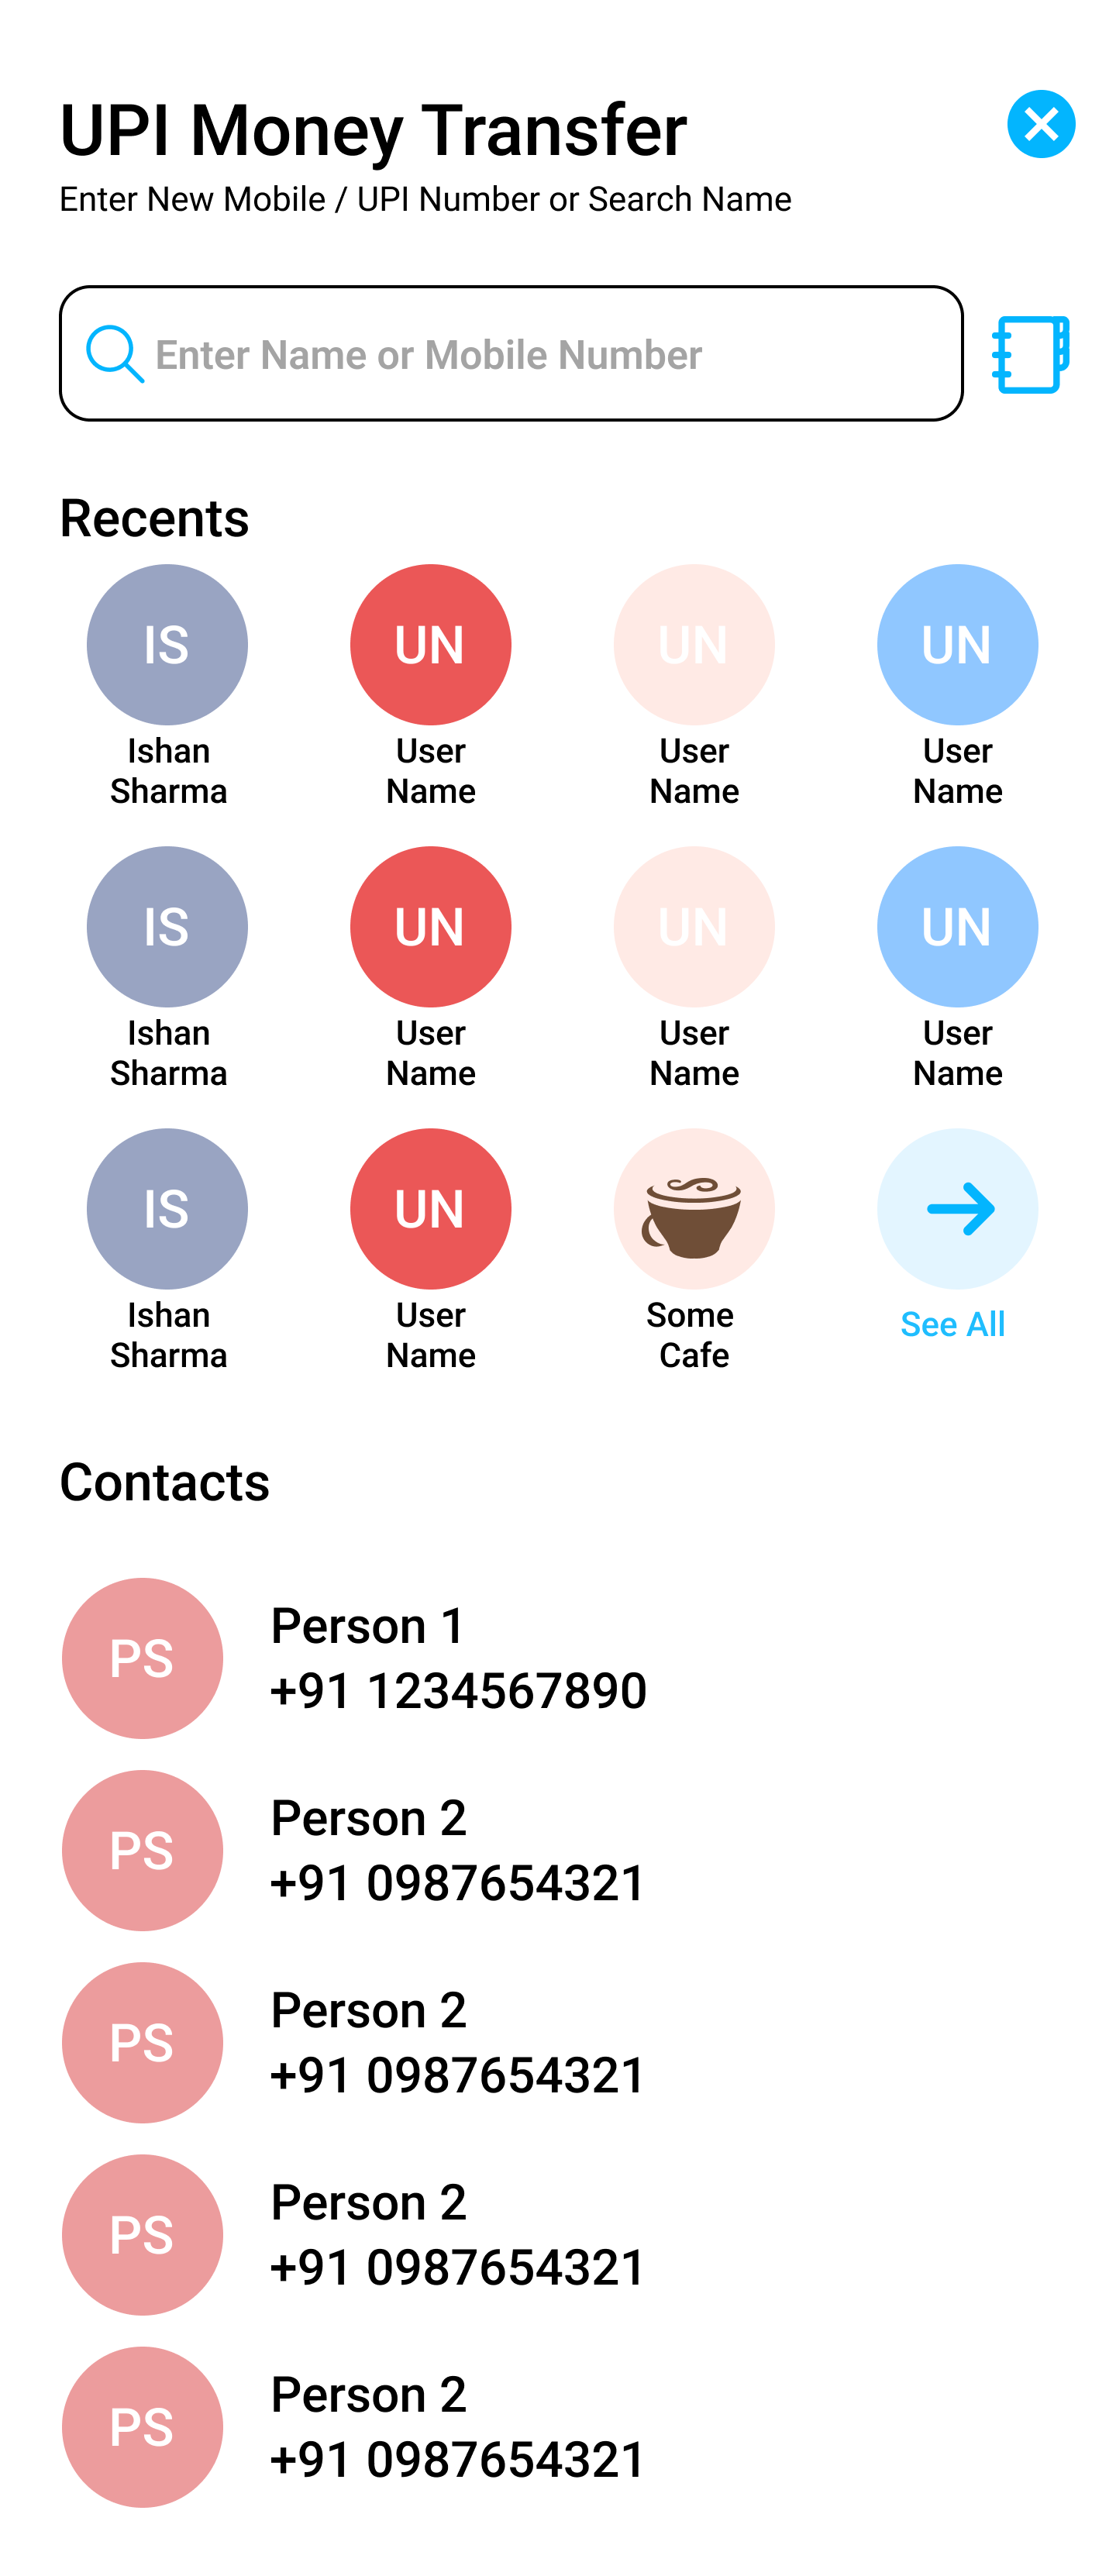 UPI Money Transfer
Enter New Mobile / UPI Number or Search Name
Enter Name or Mobile Number
Recents
IS
UN
UN
UN
Ishan
Sharma
User
Name
User
Name
User
Name
IS
UN
UN
UN
Ishan
Sharma
User
Name
User
Name
User
Name
IS
UN
Ishan
Sharma
User
Name
Some
Cafe
See All
Contacts
PS
Person 1
+91 1234567890
PS
Person 2
+91 0987654321
PS
Person 2
+91 0987654321
PS
Person 2
+91 0987654321
PS
Person 2
+91 0987654321